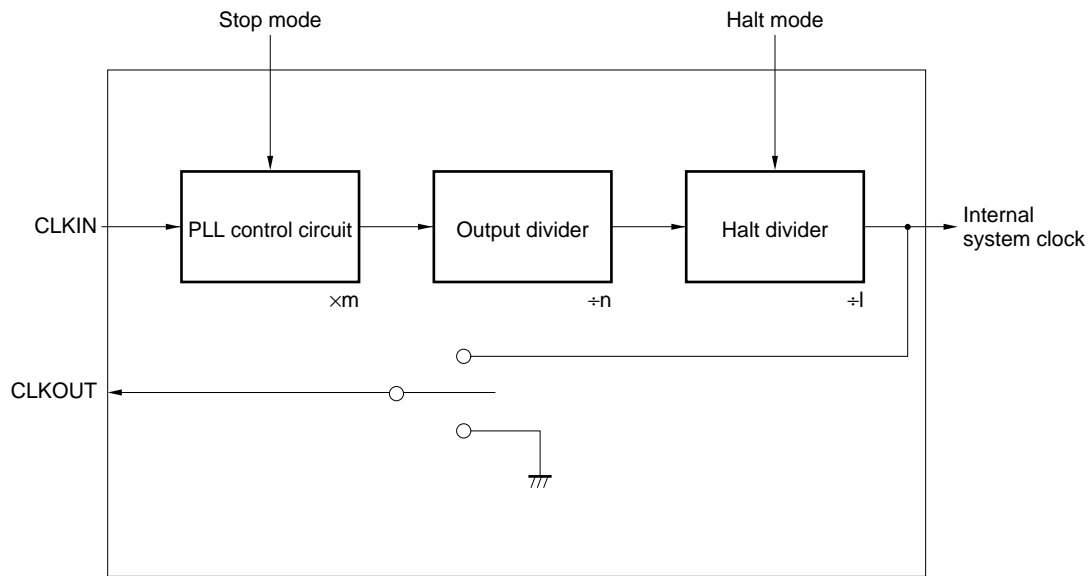 Stop mode
Halt mode
CLKIN
PLL control circuit
Output divider
Halt divider
Internal
system clock
×m
÷n
÷l
CLKOUT